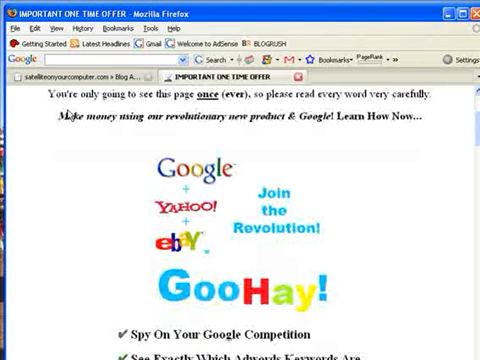 IMPORTANT ONE TIME OFFER - Mozilla Firefox
File Edit View History Bookmarks Tools Help
Getting Started Latest Headlines Gmail Welcome to AdSense BLOGRUSH
Google Search PageRank Bookmarks
satelliteonyourcomputer.com » Blog A... IMPORTANT ONE TIME OFFER
You're only going to see this page once (ever), so please read every word very carefully.
Make money using our revolutionary new product & Google! Learn How Now...
Google
+
YAHOO!
+
ebay
Join
the
Revolution!
GooHay!
✔ Spy On Your Google Competition
✔ See Exactly Which Adwords Keywords Are